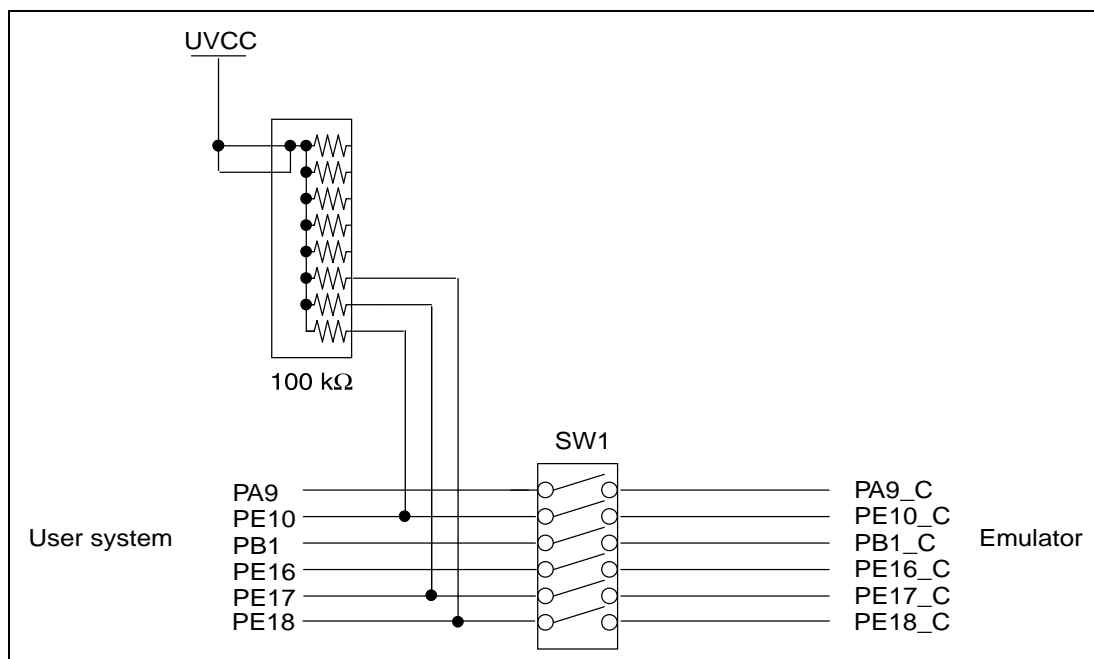 UVCC
100 kΩ
SW1
PA9
PE10
PB1
PE16
PE17
PE18
User system
PA9_C
PE10_C
PB1_C
PE16_C
PE17_C
PE18_C
Emulator